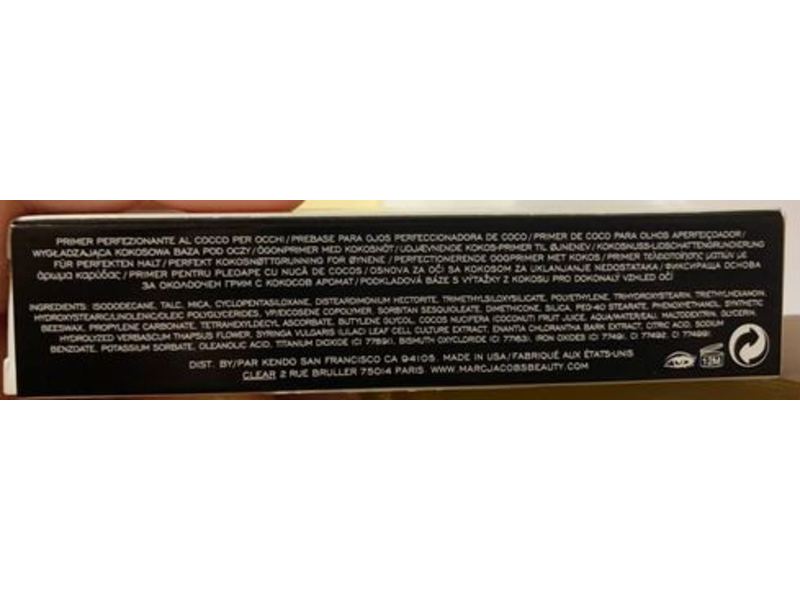 PRIMER PERFEZIONANTE AL COCCO PER OCCHI / PREBASE PARA OJOS PERFECCIONADORA DE COCO / PRIMER DE COCO PARA OLHOS APERFEIÇOADOR /
WYGŁADZAJĄCA KOKOSOWA BAZA POD OCZY / ÖGONPRIMER MED KOKOSNÖT / UDJÆVNENDE KOKOS-PRIMER TIL ØJNENE / KOKOSNUSS-LIDSCHATTENGRUNDIERUNG
FÜR PERFEKTEN HALT / PERFEKT KOKOSNØTTGRUNNING FOR ØYNENE / PERFECTIONERENDE OOGPRIMER MET KOKOS / PRIMER τελειοποίησης ματιών με
άρωμα καρύδας / PRIMER PENTRU PLEOAPE CU NUCĂ DE COCOS / OSNOVA ZA OČI SA KOKOSOM ZA UKLANJANJE NEDOSTATAKA / ФИКСИРАЩА ОСНОВА
ЗА ОКОЛООЧЕН ГРИМ С КОКОСОВ АРОМАТ / PODKLADOVÁ BÁZE S VÝTAŽKY Z KOKOSU PRO DOKONALÝ VZHLED OČÍ
INGREDIENTS: ISODODECANE, TALC, MICA, CYCLOPENTASILOXANE, DISTEARDIMONIUM HECTORITE, TRIMETHYLSILOXYSILICATE, POLYETHYLENE, TRIHYDROXYSTEARIN, TRIETHYLHEXANOIN,
HYDROXYSTEARIC/LINOLENIC/OLEIC POLYGLYCERIDES, VP/EICOSENE COPOLYMER, SORBITAN SESQUIOLEATE, DIMETHICONE, SILICA, PEG-40 STEARATE, PHENOXYETHANOL, SYNTHETIC
BEESWAX, PROPYLENE CARBONATE, TETRAHEXYLDECYL ASCORBATE, BUTYLENE GLYCOL, COCOS NUCIFERA (COCONUT) FRUIT JUICE, AQUA/WATER/EAU, MALTODEXTRIN, GLYCERIN,
HYDROLYZED VERBASCUM THAPSUS FLOWER, SYRINGA VULGARIS (LILAC) LEAF CELL CULTURE EXTRACT, ENANTIA CHLORANTHA BARK EXTRACT, CITRIC ACID, SODIUM
BENZOATE, POTASSIUM SORBATE, OLEANOLIC ACID, TITANIUM DIOXIDE (CI 77891), BISMUTH OXYCHLORIDE (CI 77163), IRON OXIDES (CI 77491, CI 77492, CI 77499).
DIST. BY/PAR KENDO SAN FRANCISCO CA 94105. MADE IN USA/FABRIQUÉ AUX ÉTATS-UNIS
CLEAR 2 RUE BRULLER 75014 PARIS WWW.MARCJACOBSBEAUTY.COM
12M